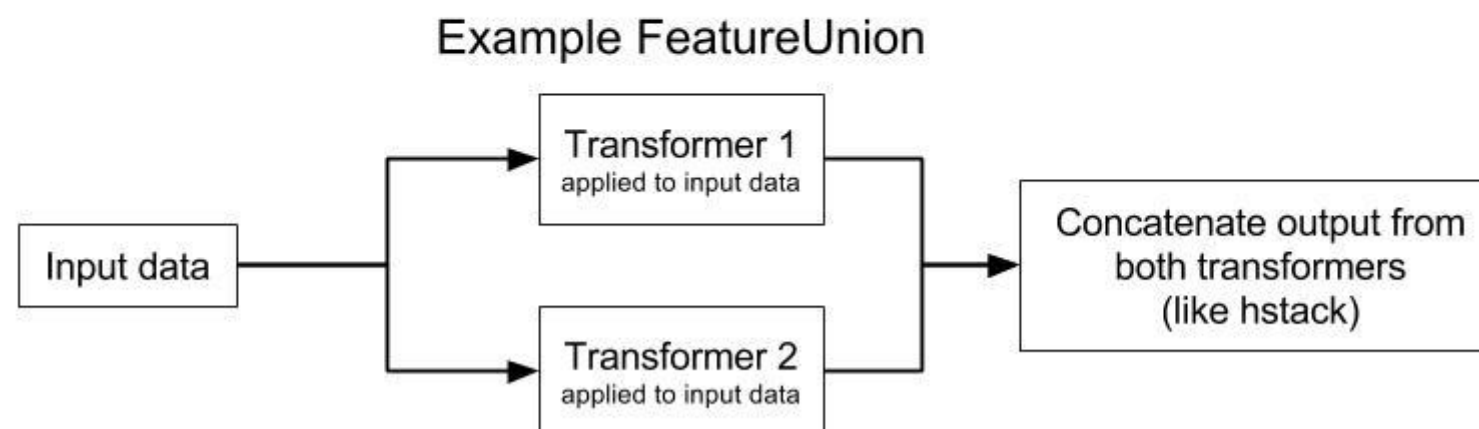 Example FeatureUnion
Input data
Transformer 1
applied to input data
Transformer 2
applied to input data
Concatenate output from
both transformers
(like hstack)